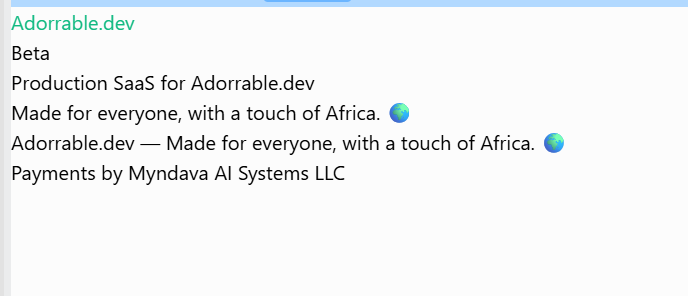 Adorrable.dev
Beta
Production SaaS for Adorrable.dev
Made for everyone, with a touch of Africa. 🌍
Adorrable.dev — Made for everyone, with a touch of Africa. 🌍
Payments by Myndava AI Systems LLC